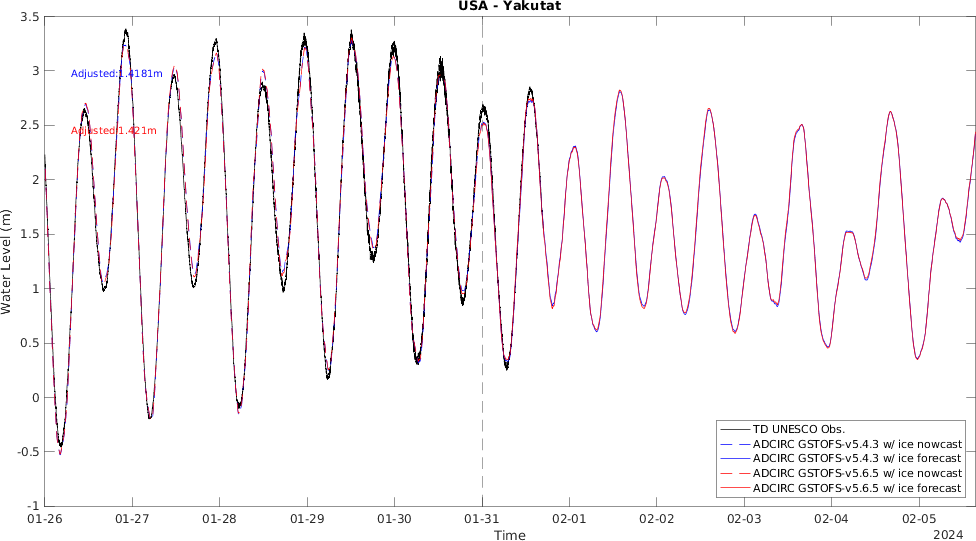 USA - Yakutat
3.5
3
2.5
2
1.5
1
0.5
0
-0.5
-1
Water Level (m)
Adjusted:1.4181m
Adjusted:1.421m
TD UNESCO Obs.
ADCIRC GSTOFS-v5.4.3 w/ ice nowcast
ADCIRC GSTOFS-v5.4.3 w/ ice forecast
ADCIRC GSTOFS-v5.6.5 w/ ice nowcast
ADCIRC GSTOFS-v5.6.5 w/ ice forecast
01-26 01-27 01-28 01-29 01-30 01-31 02-01 02-02 02-03 02-04 02-05
Time
2024